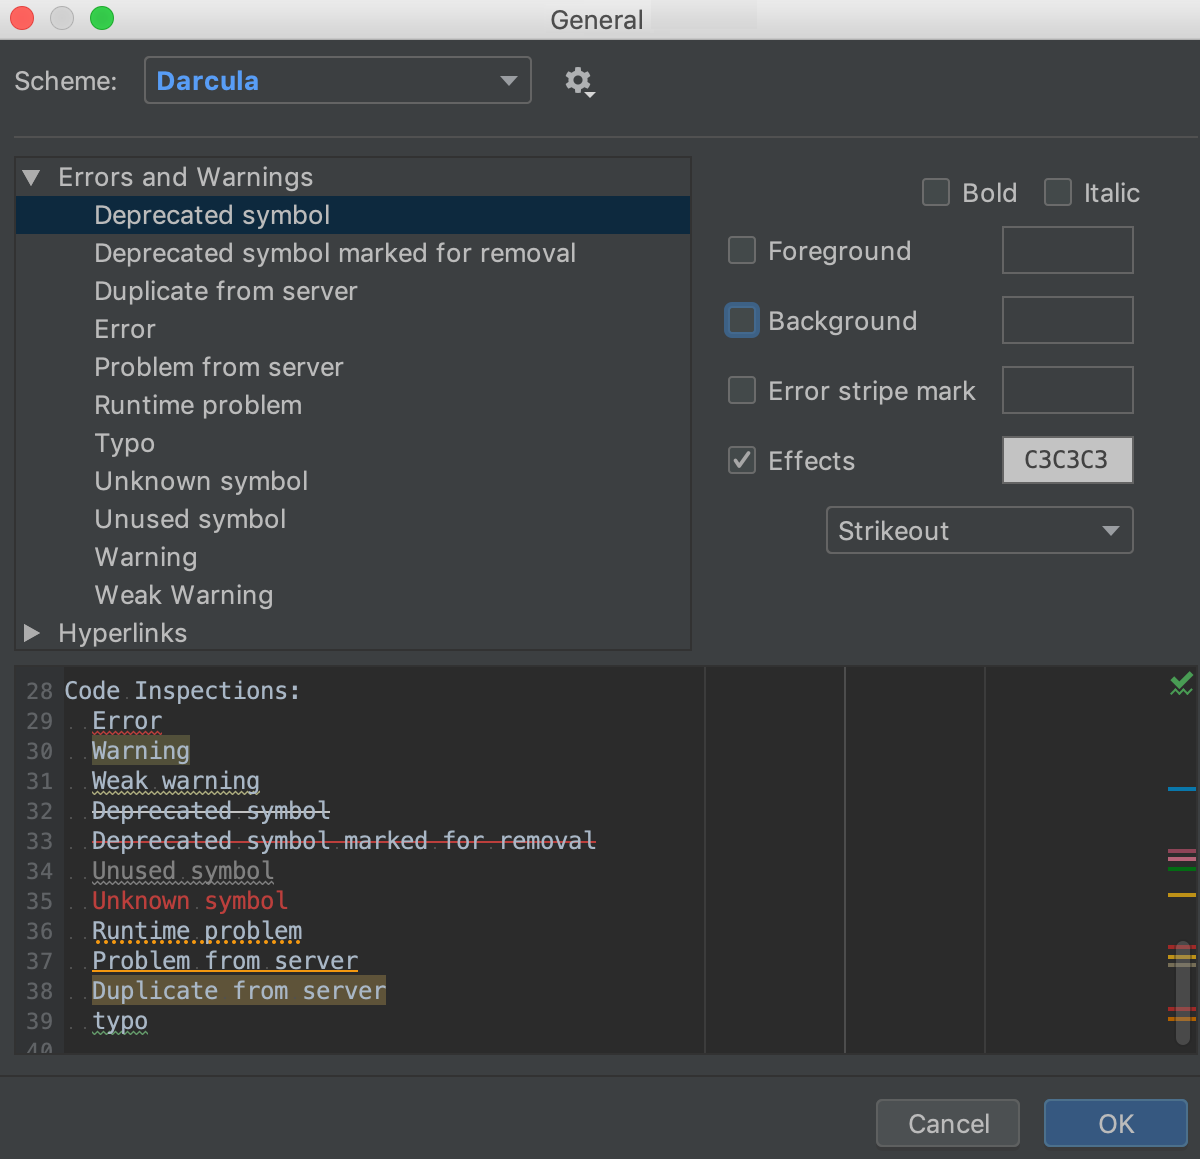 General
Scheme: Darcula
Errors and Warnings
Deprecated symbol
Deprecated symbol marked for removal
Duplicate from server
Error
Problem from server
Runtime problem
Typo
Unknown symbol
Unused symbol
Warning
Weak Warning
Hyperlinks
Bold Italic
Foreground
Background
Error stripe mark
Effects C3C3C3
Strikeout
28 Code Inspections:
29 Error
30 Warning
31 Weak warning
32 Deprecated symbol
33 Deprecated symbol marked for removal
34 Unused symbol
35 Unknown symbol
36 Runtime problem
37 Problem from server
38 Duplicate from server
39 typo
40
Cancel OK